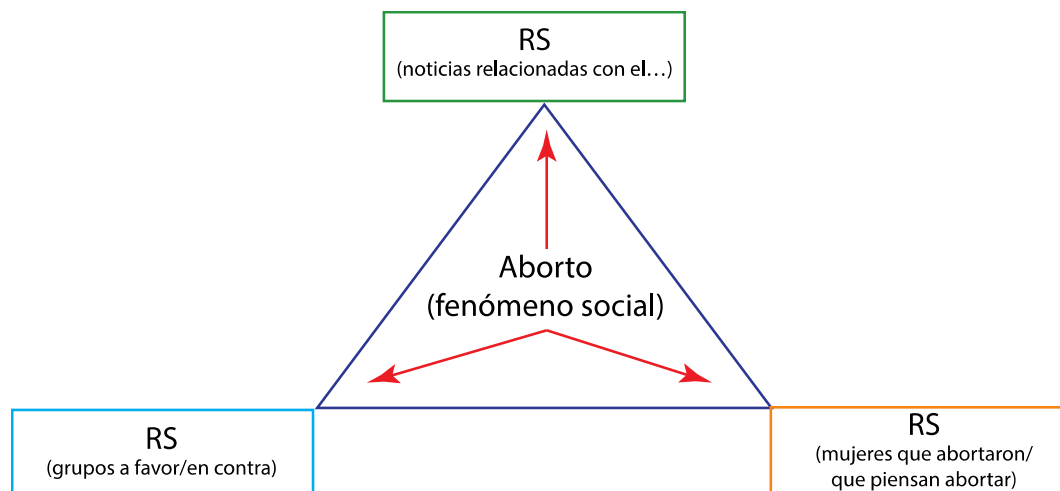 RS
(noticias relacionadas con el…)
Aborto
(fenómeno social)
RS
(grupos a favor/en contra)
RS
(mujeres que abortaron/
que piensan abortar)